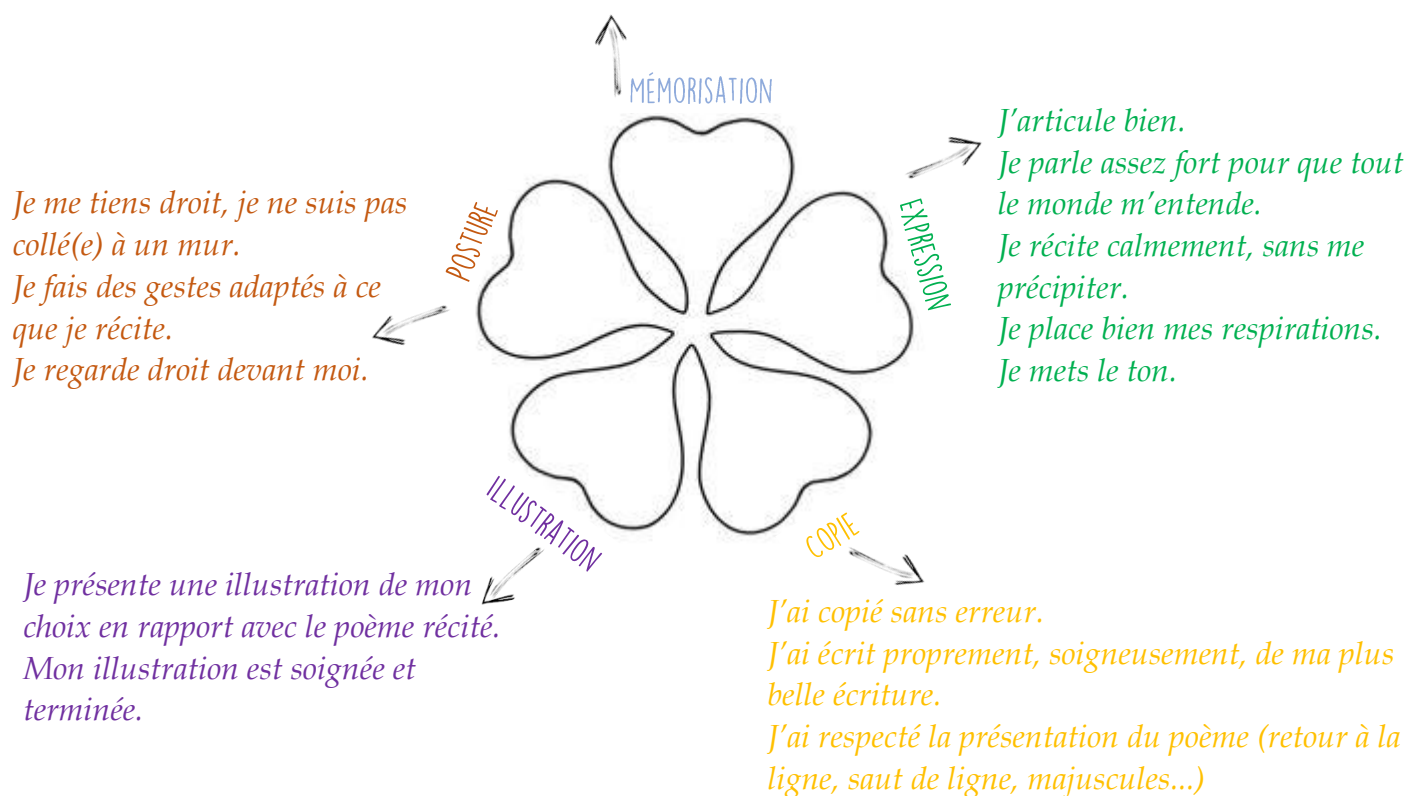 MÉMORISATION
J'articule bien.
Je parle assez fort pour que tout
le monde m'entende.
Je récite calmement, sans me
précipiter.
Je place bien mes respirations.
Je mets le ton.
EXPRESSION
Je me tiens droit, je ne suis pas
collé(e) à un mur.
Je fais des gestes adaptés à ce
que je récite.
Je regarde droit devant moi.
POSTURE
ILLUSTRATION
Je présente une illustration de mon
choix en rapport avec le poème récité.
Mon illustration est soignée et
terminée.
COPIE
J'ai copié sans erreur.
J'ai écrit proprement, soigneusement, de ma plus
belle écriture.
J'ai respecté la présentation du poème (retour à la
ligne, saut de ligne, majuscules...)